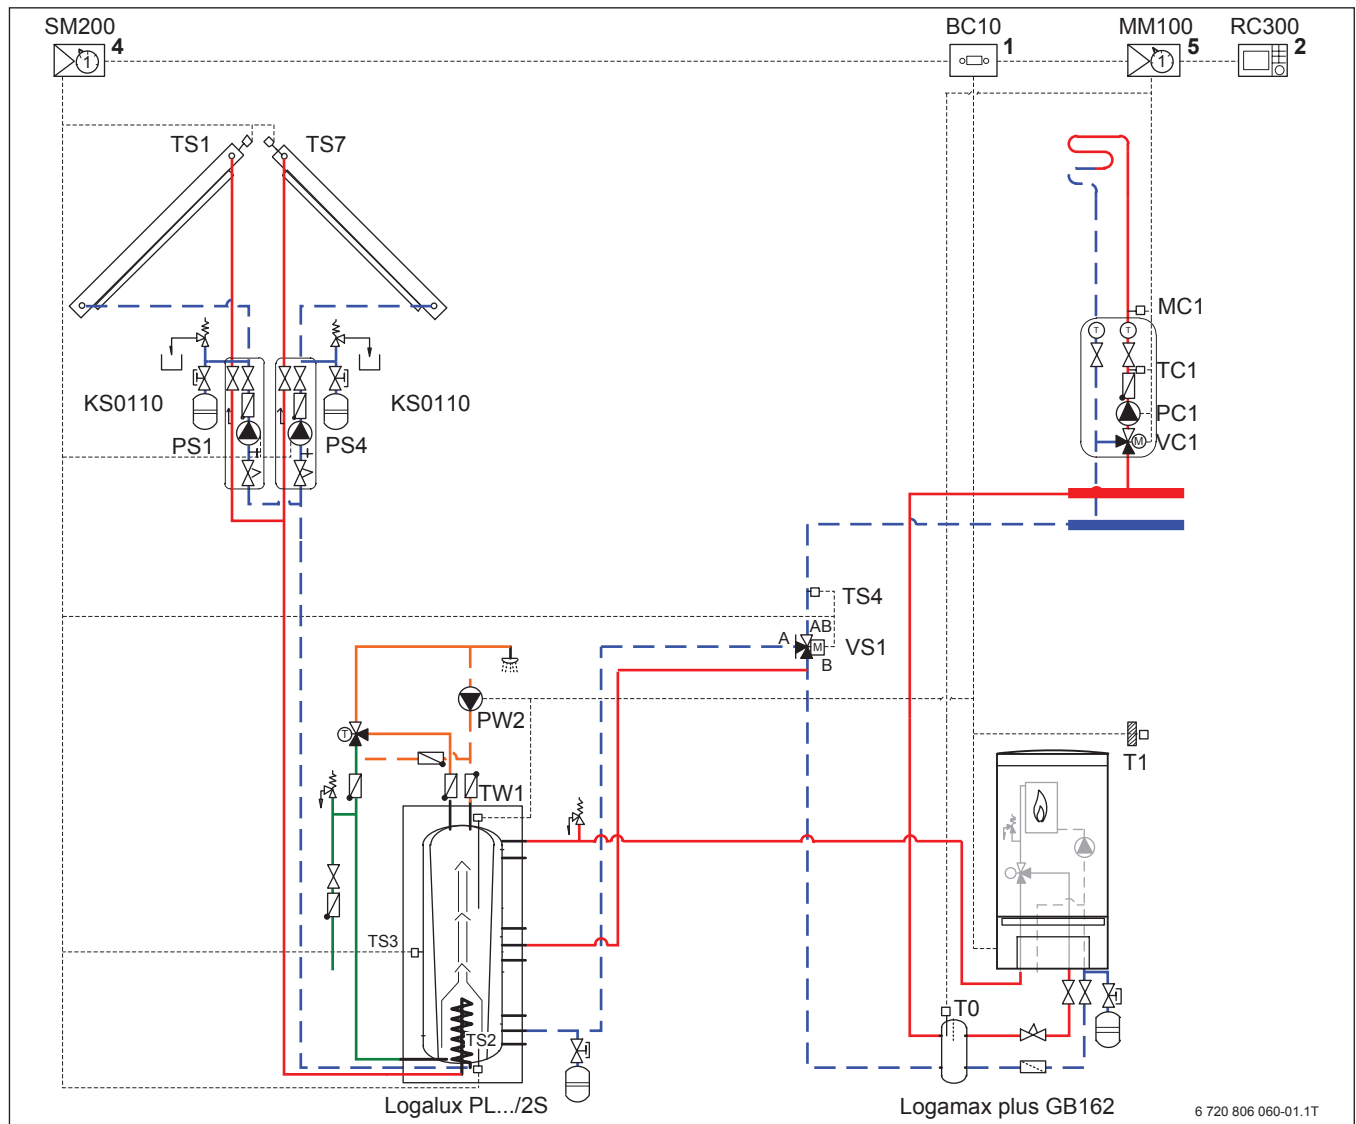 SM200
4
BC10
1
MM100
5
RC300
2
1
1
TS1
TS7
MC1
T
T
KS0110
KS0110
TC1
PS1
PS4
PC1
M
VC1
TS4
AB
A
M
VS1
B
PW2
T
T1
TW1
TS3
T0
TS2
Logalux PL.../2S
Logamax plus GB162
6 720 806 060-01.1T